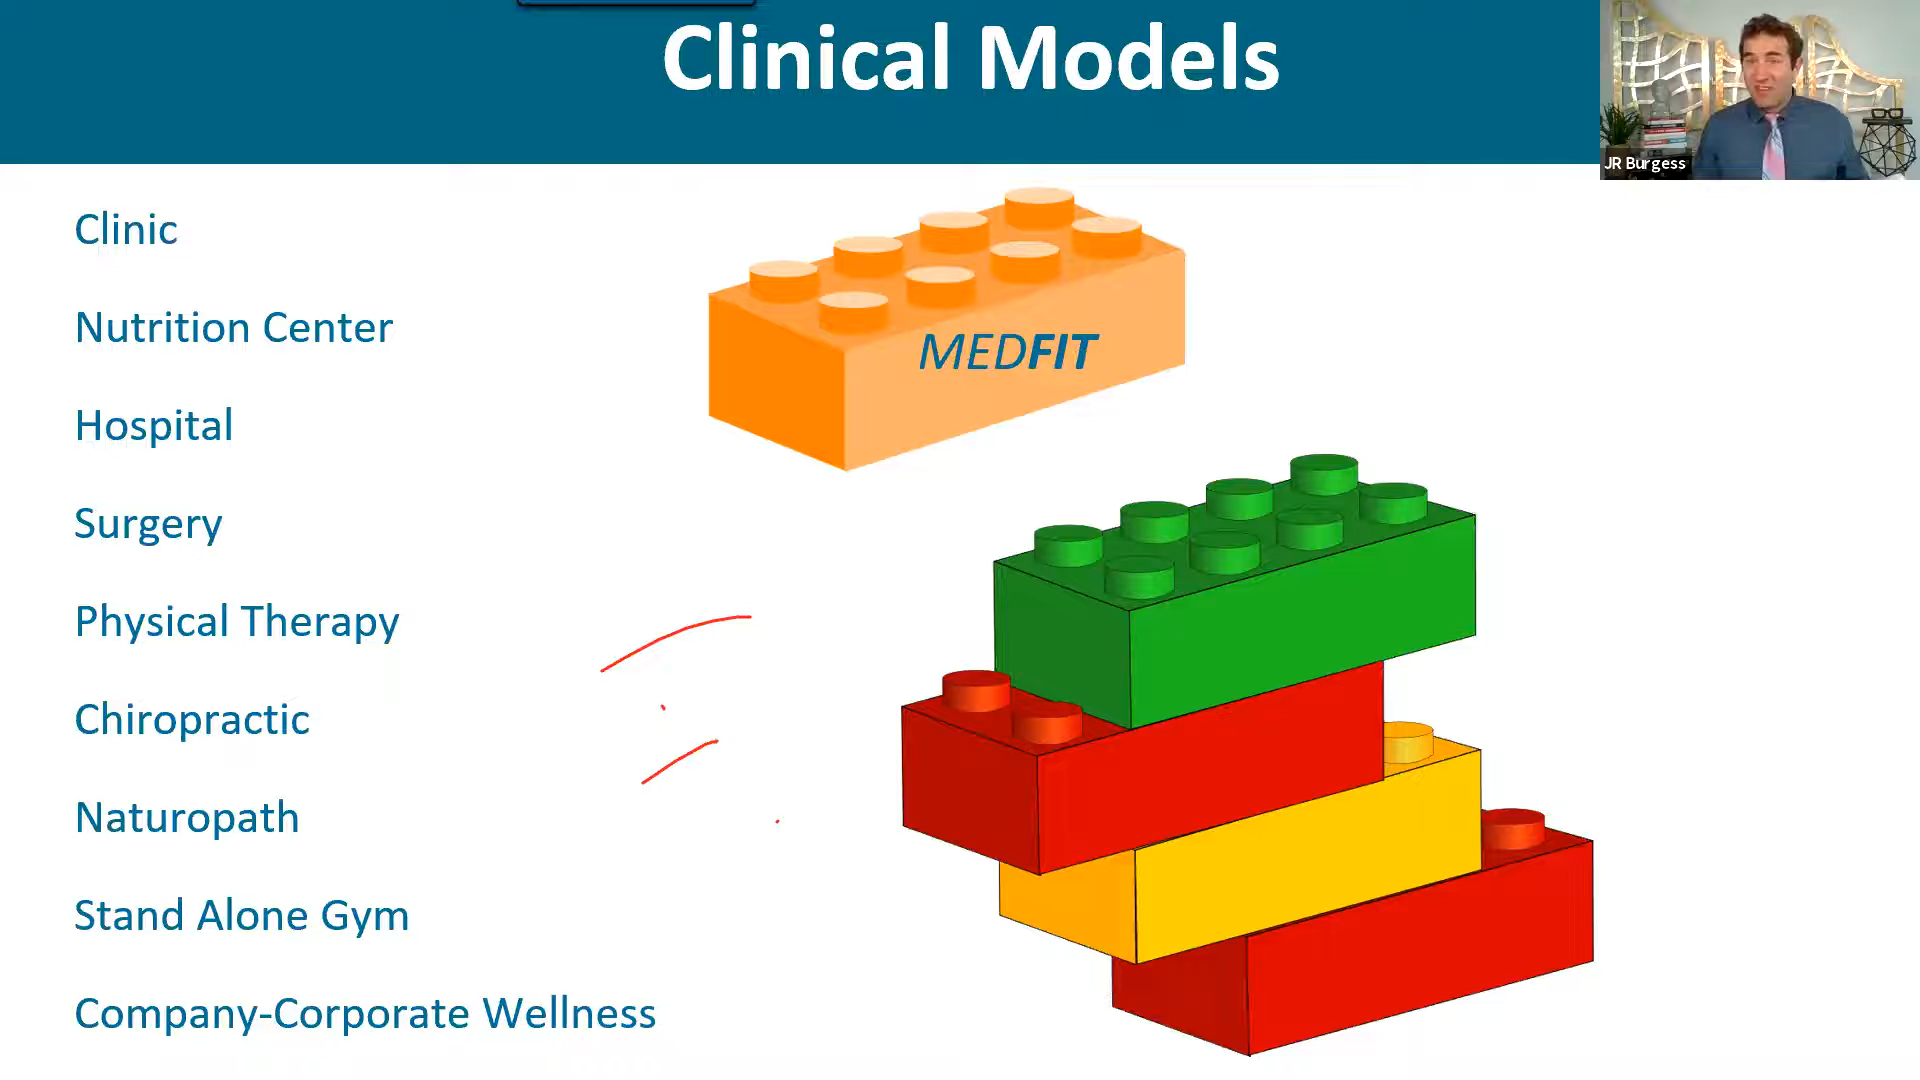 Clinical Models
JR Burgess
Clinic
Nutrition Center
Hospital
Surgery
Physical Therapy
Chiropractic
Naturopath
Stand Alone Gym
Company-Corporate Wellness
MEDFIT